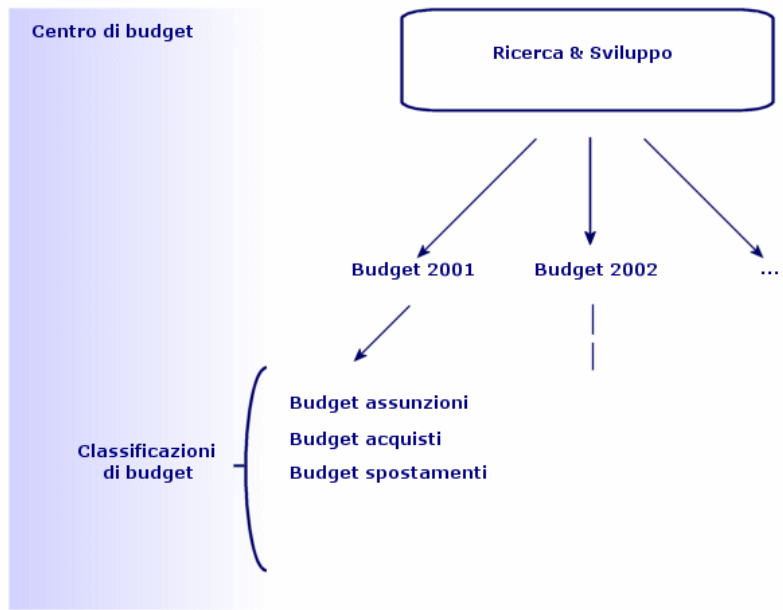 Centro di budget
Ricerca & Sviluppo
Budget 2001
Budget 2002
...
Budget assunzioni
Budget acquisti
Budget spostamenti
Classificazioni
di budget